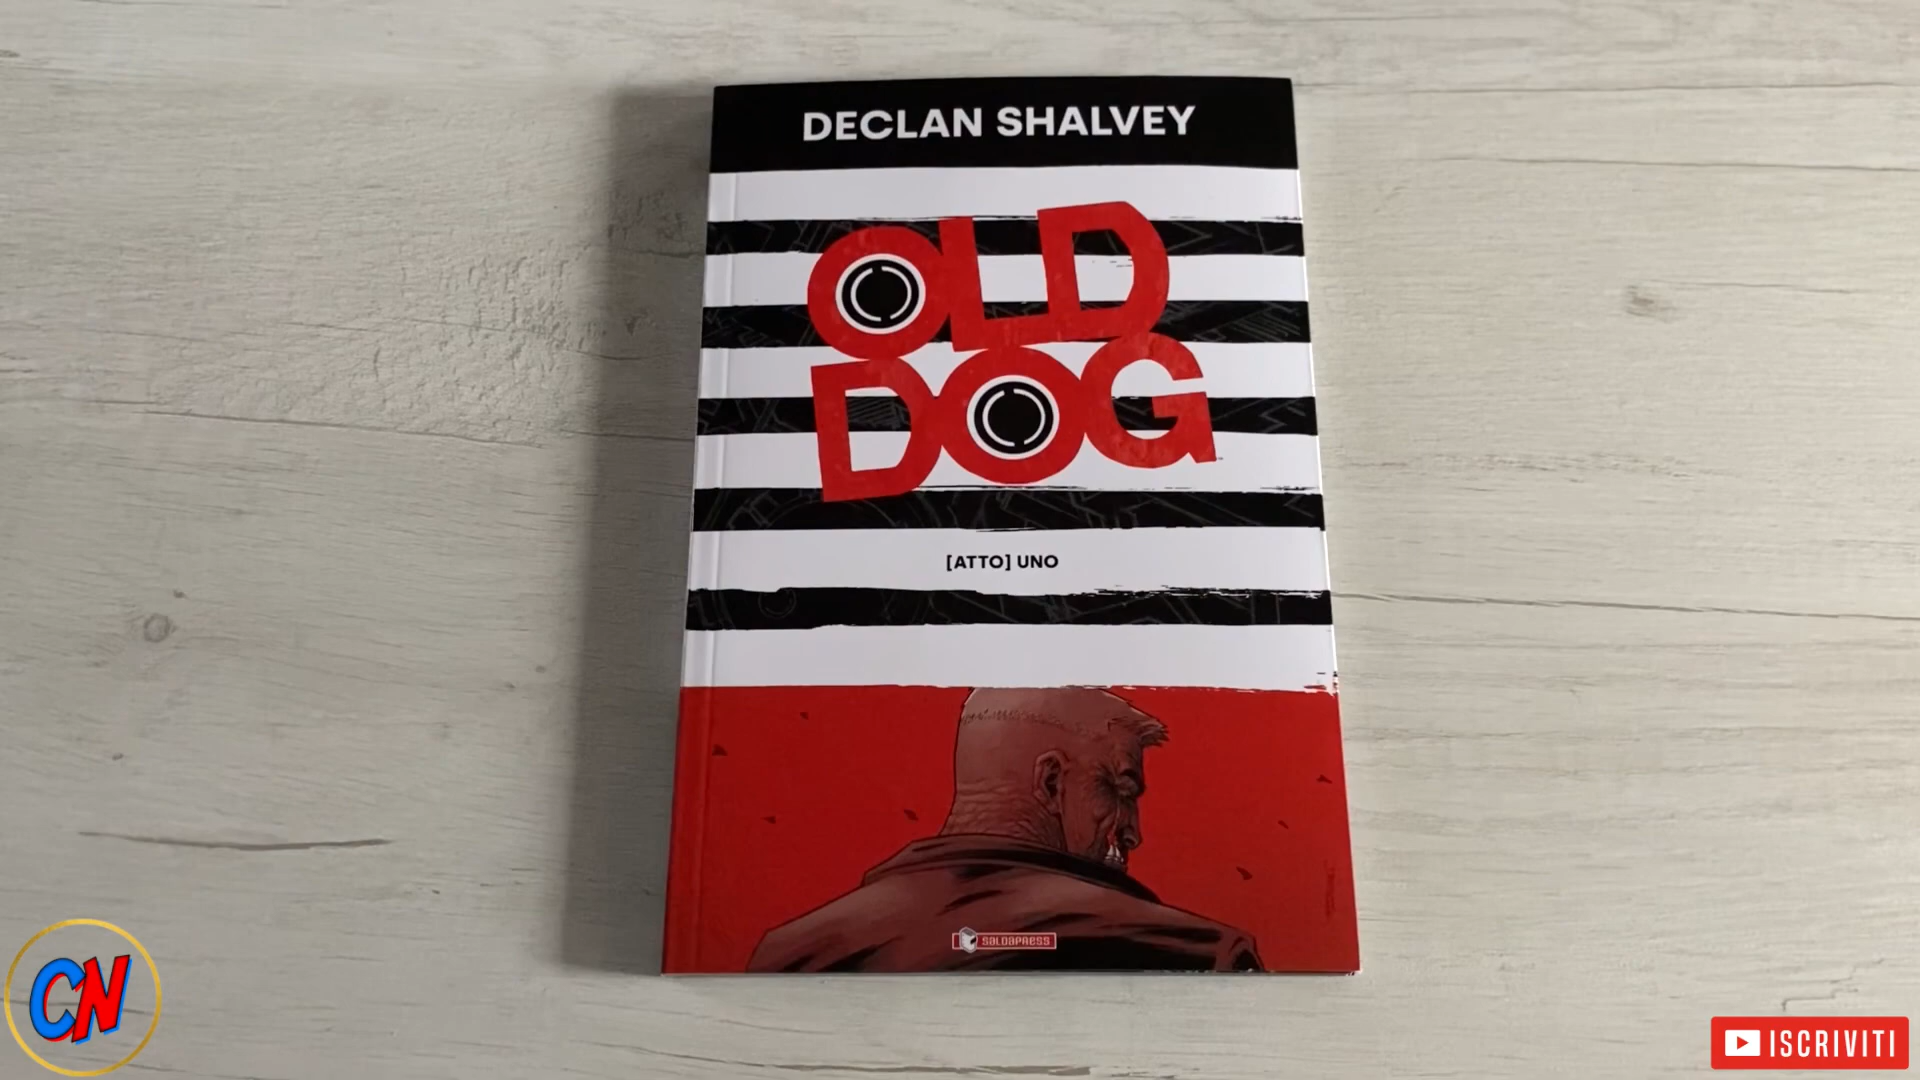 DECLAN SHALVEY
OLD
DOG
[ATTO] UNO
SALDAPRESS
CN
ISCRIVITI